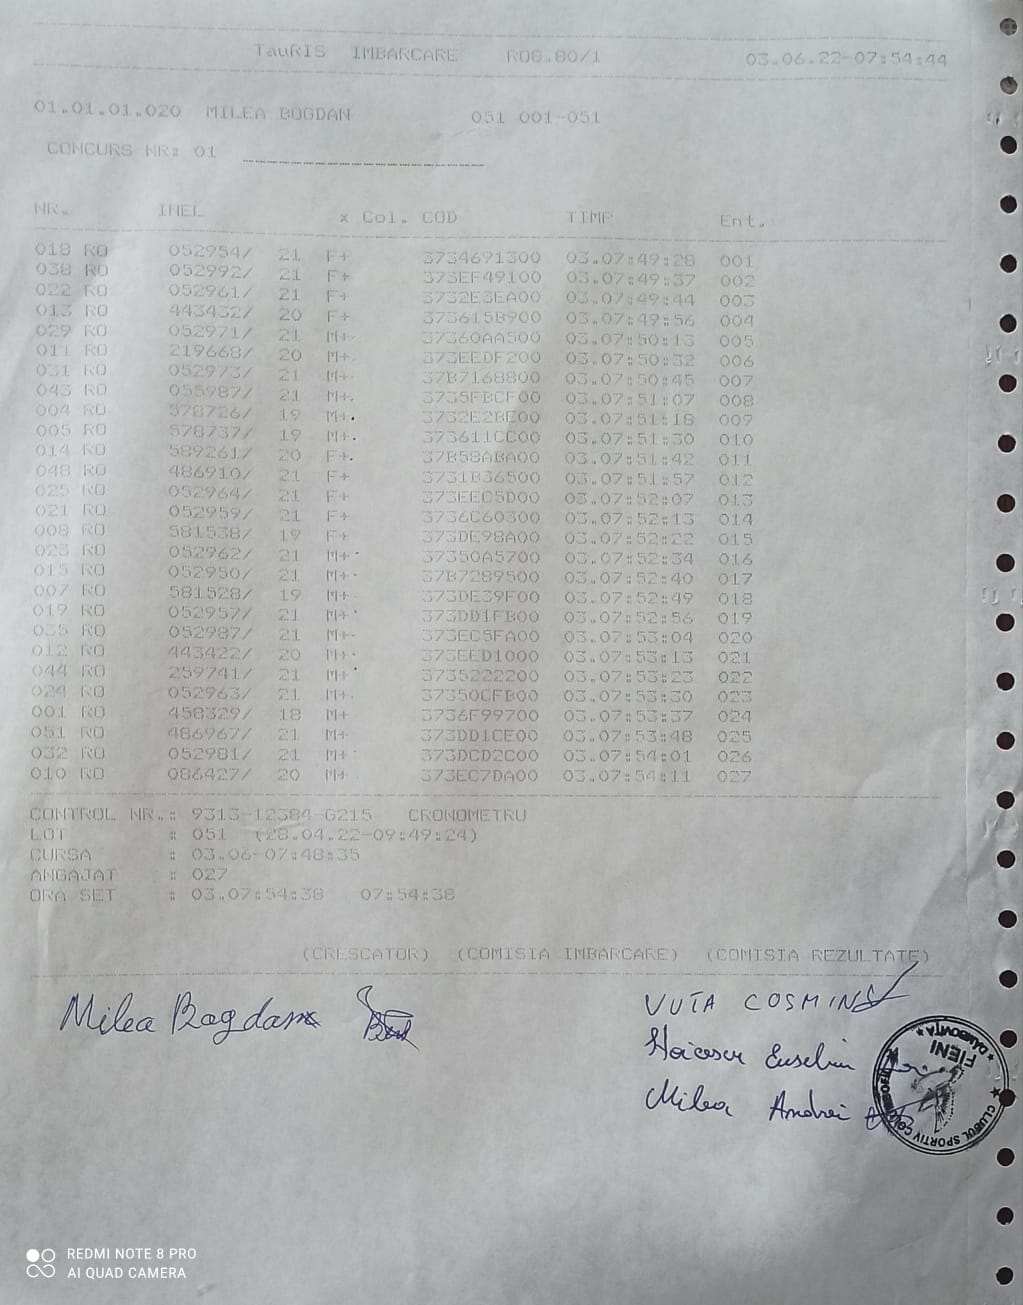 TauRIS IMBARCARE RO8.80/1 03.06.22-07:54:44
01.01.01.020 MILEA BOGDAN 051 001-051
CONCURS NR: 01
NR. INEL x Col. COD TIMP Ent.
018 RO 052954/ 21 F+ 3734691300 03.07:49:28 001
038 RO 052992/ 21 F+ 373EF49100 03.07:49:37 002
022 RO 052961/ 21 F+ 3732E3EA00 03.07:49:44 003
013 RO 443432/ 20 F+ 373615B900 03.07:49:56 004
029 RO 052971/ 21 M+ 37360AA500 03.07:50:13 005
011 RO 219668/ 20 M+ 373EEDF200 03.07:50:32 006
031 RO 052973/ 21 M+ 37B7168800 03.07:50:45 007
043 RO 055987/ 21 M+ 3735FBCF00 03.07:51:07 008
004 RO 578726/ 19 M+ 3732E2BE00 03.07:51:18 009
005 RO 578737/ 19 M+ 373611CC00 03.07:51:30 010
014 RO 589261/ 20 F+ 37B58ABA00 03.07:51:42 011
048 RO 486910/ 21 F+ 3731B36500 03.07:51:57 012
025 RO 052964/ 21 F+ 373EEC5D00 03.07:52:07 013
021 RO 052959/ 21 F+ 3736C60300 03.07:52:13 014
008 RO 581538/ 19 F+ 373DE98A00 03.07:52:22 015
023 RO 052962/ 21 M+ 37350A5700 03.07:52:34 016
015 RO 052950/ 21 M+ 37B7289500 03.07:52:40 017
007 RO 581528/ 19 M+ 373DE39F00 03.07:52:49 018
019 RO 052957/ 21 M+ 373DD1FB00 03.07:52:56 019
035 RO 052987/ 21 M+ 373EC5FA00 03.07:53:04 020
012 RO 443422/ 20 M+ 373EED1000 03.07:53:13 021
044 RO 259741/ 21 M+ 3735222200 03.07:53:23 022
024 RO 052963/ 21 M+ 37350CFB00 03.07:53:30 023
001 RO 458329/ 18 M+ 3736F99700 03.07:53:37 024
051 RO 486967/ 21 M+ 373DD1CE00 03.07:53:48 025
032 RO 052981/ 21 M+ 373DCD2C00 03.07:54:01 026
010 RO 086427/ 20 M+ 373EC7DA00 03.07:54:11 027
CONTROL NR.: 9313-12384-6215 CRONOMETRU
LOT : 051 (28.04.22-09:49:24)
CURSA : 03.06-07:48:35
ANGAJAT : 027
ORA SET : 03.07:54:38 07:54:38
(CRESCATOR) (COMISIA IMBARCARE) (COMISIA REZULTATE)
Milea Bogdan
VUTA COSMIN
Eusebiu
Milea Andrei
CLUBUL SPORTIV
DAMBOVITA
FIENI
REDMI NOTE 8 PRO
AI QUAD CAMERA